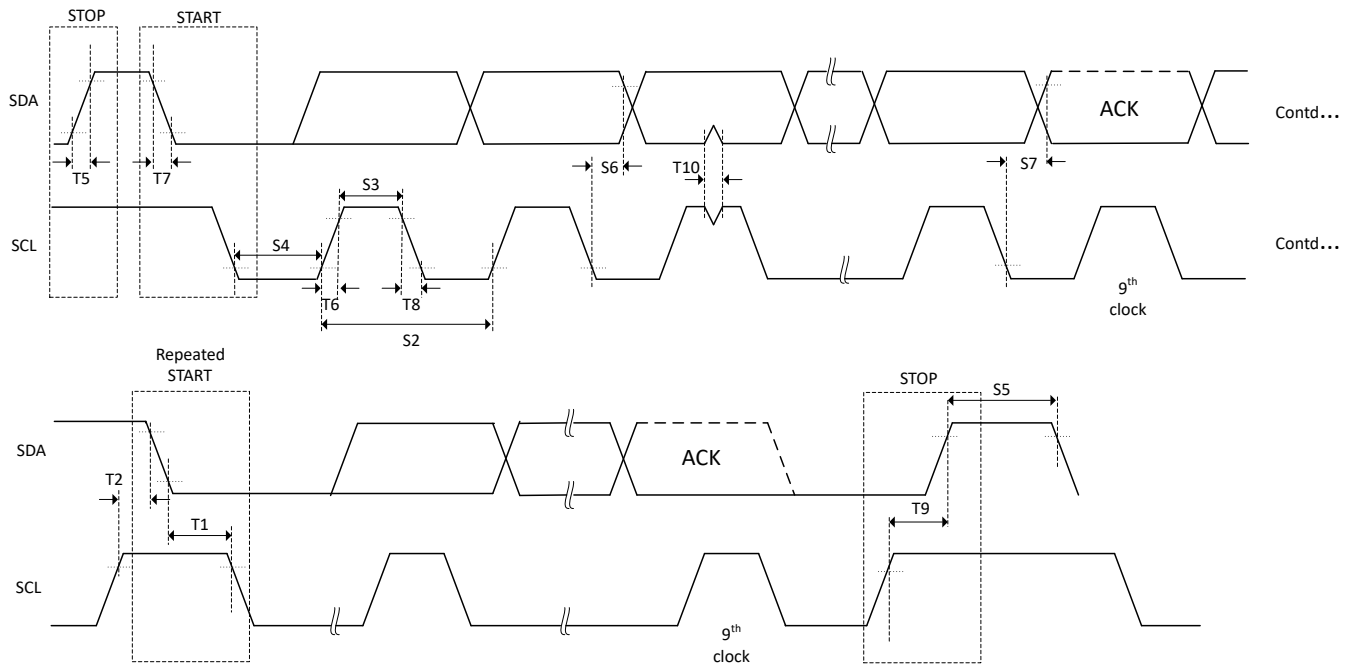 STOP
START
SDA
ACK
Contd...
T5
T7
S6
T10
S7
S3
SCL
S4
Contd...
T6
T8
9th
clock
S2
Repeated
START
STOP
S5
SDA
ACK
T2
T9
T1
SCL
9th
clock